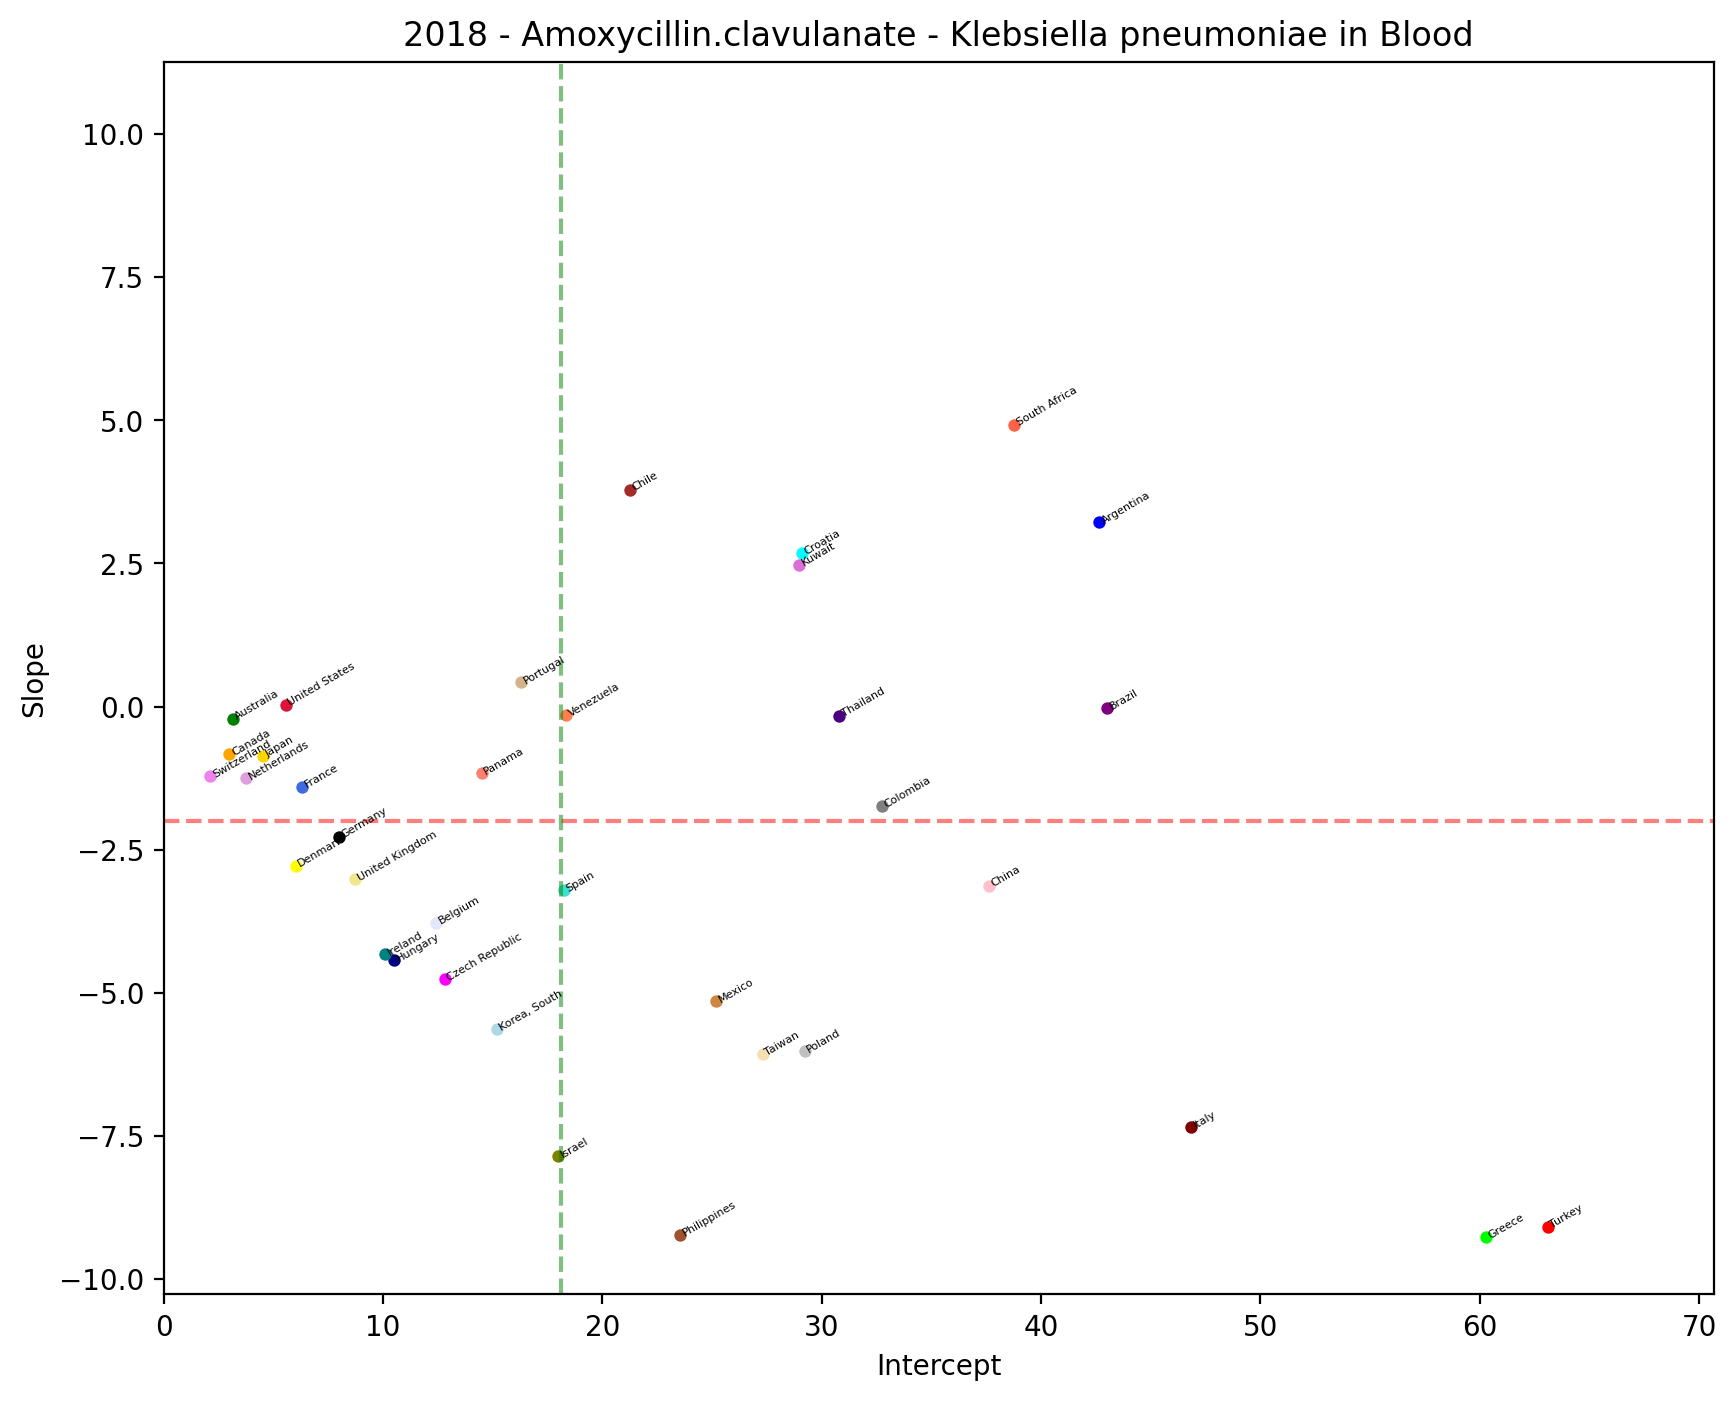 2018 - Amoxycillin.clavulanate - Klebsiella pneumoniae in Blood
10.0
7.5
5.0
2.5
0.0
−2.5
−5.0
−7.5
−10.0
Slope
South Africa
Chile
Argentina
Croatia
Kuwait
Portugal
United States
Australia
Venezuela
Thailand
Brazil
Canada
Japan
Switzerland
Netherlands
Panama
France
Colombia
Germany
Denmark
United Kingdom
Spain
China
Belgium
Ireland
Hungary
Czech Republic
Mexico
Korea, South
Taiwan
Poland
Italy
Israel
Philippines
Greece
Turkey
0
10
20
30
40
50
60
70
Intercept